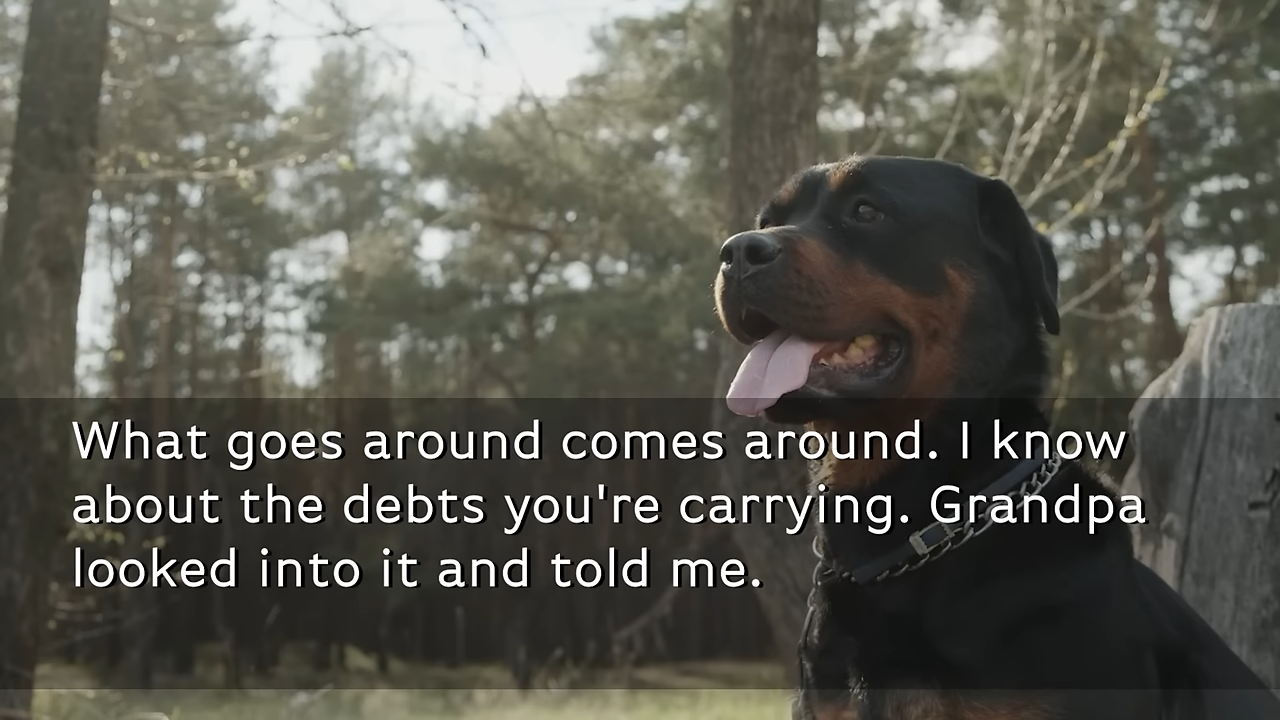 What goes around comes around. I know
about the debts you're carrying. Grandpa
looked into it and told me.